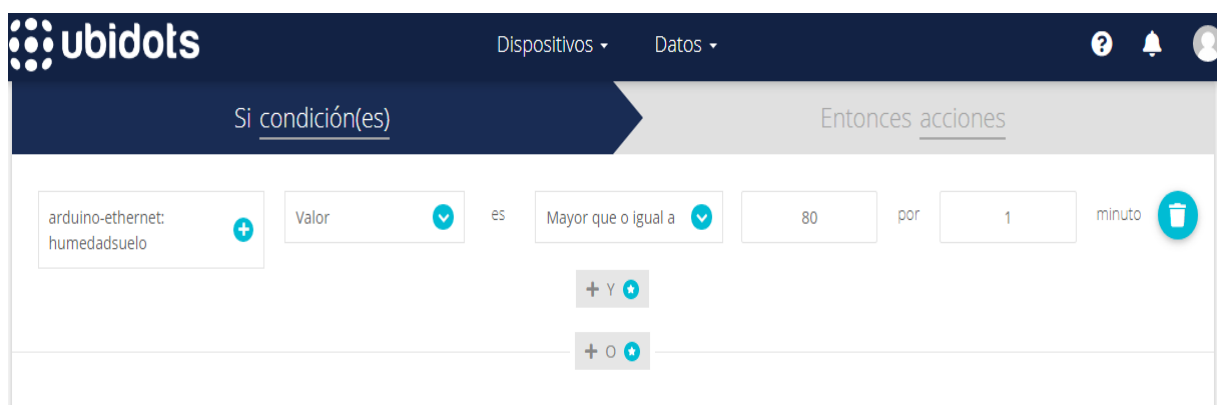 ubidots
Dispositivos
Datos
?
Si condición(es)
Entonces acciones
arduino-ethernet:
humedadsuelo
Valor
es
Mayor que o igual a
80
por
1
minuto
+ Y
+ O